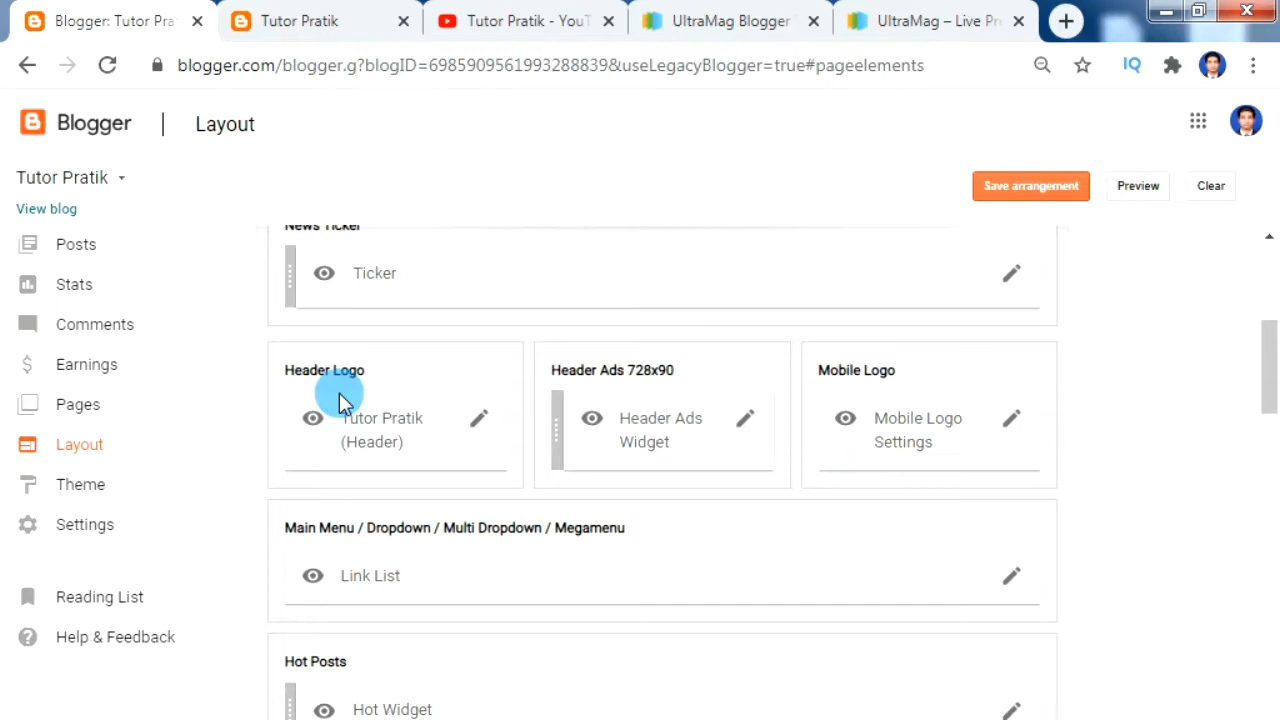 Blogger: Tutor Pra
Tutor Pratik
Tutor Pratik - YouT
UltraMag Blogger
UltraMag – Live Pr
blogger.com/blogger.g?blogID=6985909561993288839&useLegacyBlogger=true#pageelements
IQ
Blogger
Layout
Tutor Pratik
View blog
Save arrangement
Preview
Clear
Posts
Stats
Comments
Earnings
Pages
Layout
Theme
Settings
Reading List
Help & Feedback
News Ticker
Ticker
Header Logo
Tutor Pratik
(Header)
Header Ads 728x90
Header Ads
Widget
Mobile Logo
Mobile Logo
Settings
Main Menu / Dropdown / Multi Dropdown / Megamenu
Link List
Hot Posts
Hot Widget